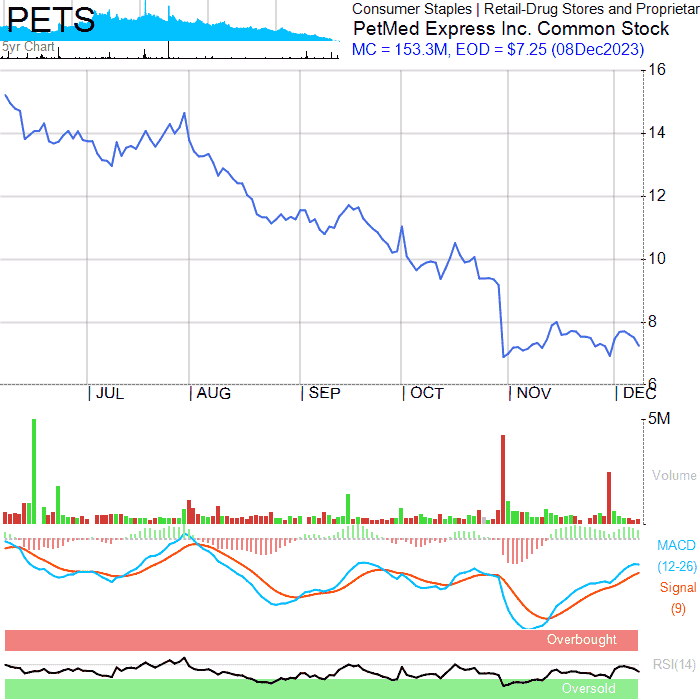 PETS
5yr Chart
Consumer Staples | Retail-Drug Stores and Proprietar
PetMed Express Inc. Common Stock
MC = 153.3M, EOD = $7.25 (08Dec2023)
16
14
12
10
8
6
JUL AUG SEP OCT NOV DEC
5M
Volume
MACD
(12-26)
Signal
(9)
Overbought
RSI(14)
Oversold